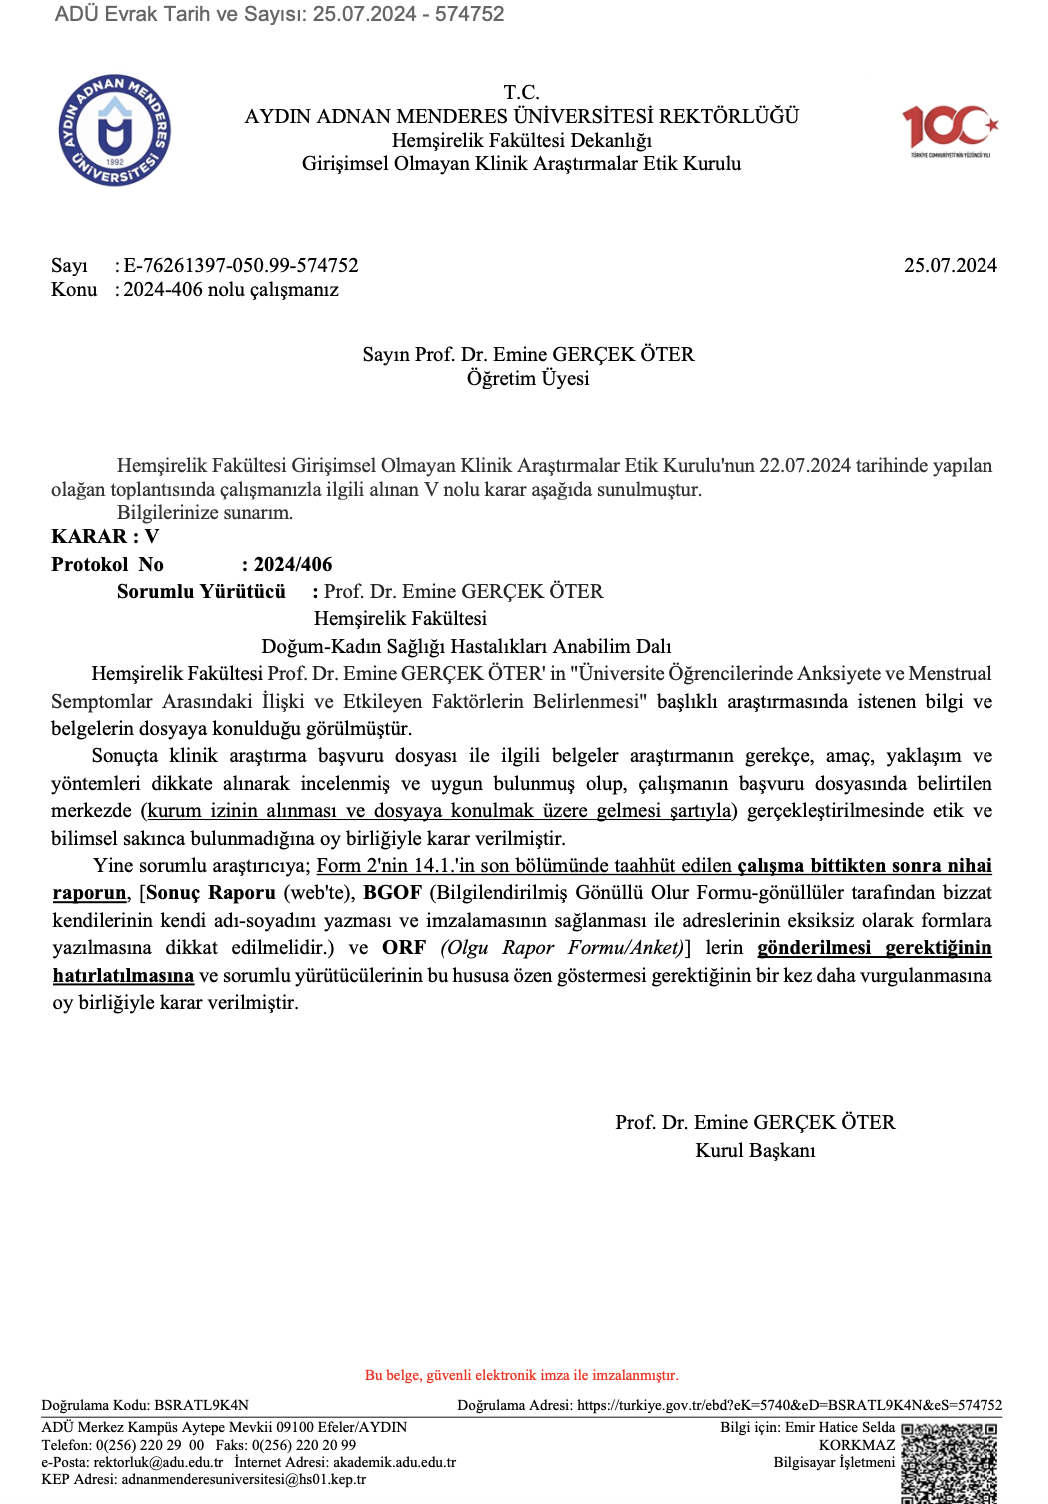 ADÜ Evrak Tarih ve Sayısı: 25.07.2024 - 574752
AYDIN ADNAN MENDERES
ÜNİVERSİTESİ
1992
T.C.
AYDIN ADNAN MENDERES ÜNİVERSİTESİ REKTÖRLÜĞÜ
Hemşirelik Fakültesi Dekanlığı
Girişimsel Olmayan Klinik Araştırmalar Etik Kurulu
100
TÜRKİYE CUMHURİYETİ'NİN YÜZÜNCÜ YILI
Sayı : E-76261397-050.99-574752 25.07.2024
Konu : 2024-406 nolu çalışmanız
Sayın Prof. Dr. Emine GERÇEK ÖTER
Öğretim Üyesi
Hemşirelik Fakültesi Girişimsel Olmayan Klinik Araştırmalar Etik Kurulu'nun 22.07.2024 tarihinde yapılan
olağan toplantısında çalışmanızla ilgili alınan V nolu karar aşağıda sunulmuştur.
Bilgilerinize sunarım.
KARAR : V
Protokol No : 2024/406
Sorumlu Yürütücü : Prof. Dr. Emine GERÇEK ÖTER
Hemşirelik Fakültesi
Doğum-Kadın Sağlığı Hastalıkları Anabilim Dalı
Hemşirelik Fakültesi Prof. Dr. Emine GERÇEK ÖTER' in "Üniversite Öğrencilerinde Anksiyete ve Menstrual
Semptomlar Arasındaki İlişki ve Etkileyen Faktörlerin Belirlenmesi" başlıklı araştırmasında istenen bilgi ve
belgelerin dosyaya konulduğu görülmüştür.
Sonuçta klinik araştırma başvuru dosyası ile ilgili belgeler araştırmanın gerekçe, amaç, yaklaşım ve
yöntemleri dikkate alınarak incelenmiş ve uygun bulunmuş olup, çalışmanın başvuru dosyasında belirtilen
merkezde (kurum izinin alınması ve dosyaya konulmak üzere gelmesi şartıyla) gerçekleştirilmesinde etik ve
bilimsel sakınca bulunmadığına oy birliğiyle karar verilmiştir.
Yine sorumlu araştırıcıya; Form 2'nin 14.1.'in son bölümünde taahhüt edilen çalışma bittikten sonra nihai
raporun, [Sonuç Raporu (web'te), BGOF (Bilgilendirilmiş Gönüllü Olur Formu-gönüllüler tarafından bizzat
kendilerinin kendi adı-soyadını yazması ve imzalamasının sağlanması ile adreslerinin eksiksiz olarak formlara
yazılmasına dikkat edilmelidir.) ve ORF (Olgu Rapor Formu/Anket)] lerin gönderilmesi gerektiğinin
hatırlatılmasına ve sorumlu yürütücülerinin bu hususa özen göstermesi gerektiğinin bir kez daha vurgulanmasına
oy birliğiyle karar verilmiştir.
Prof. Dr. Emine GERÇEK ÖTER
Kurul Başkanı
Bu belge, güvenli elektronik imza ile imzalanmıştır.
Doğrulama Kodu: BSRATL9K4N Doğrulama Adresi: https://turkiye.gov.tr/ebd?eK=5740&eD=BSRATL9K4N&eS=574752
ADÜ Merkez Kampüs Aytepe Mevkii 09100 Efeler/AYDIN Bilgi için: Emir Hatice Selda
Telefon: 0(256) 220 29 00 Faks: 0(256) 220 20 99 KORKMAZ
e-Posta: rektorluk@adu.edu.tr İnternet Adresi: akademik.adu.edu.tr Bilgisayar İşletmeni
KEP Adresi: adnanmenderesuniversitesi@hs01.kep.tr